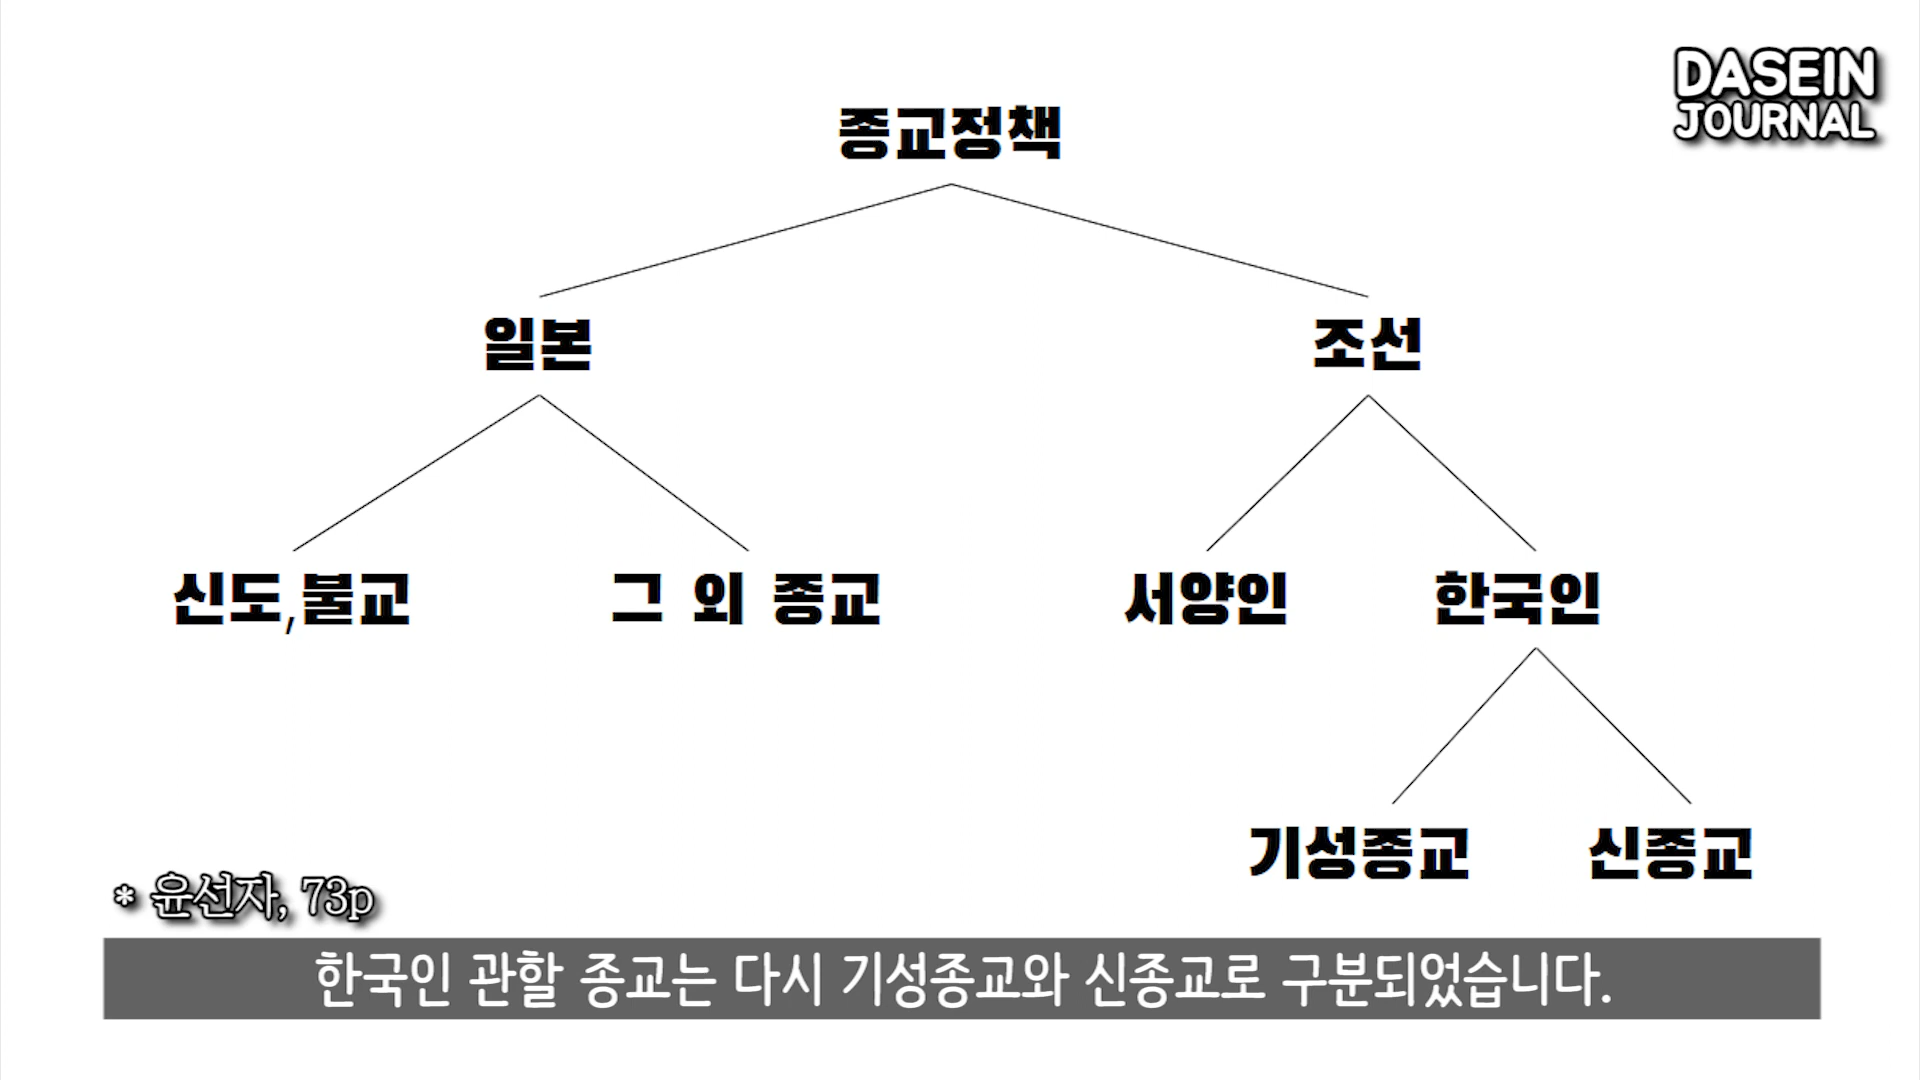 DASEIN
JOURNAL
종교정책
일본
조선
신도,불교
그 외 종교
서양인
한국인
기성종교
신종교
* 윤선자, 73p
한국인 관할 종교는 다시 기성종교와 신종교로 구분되었습니다.